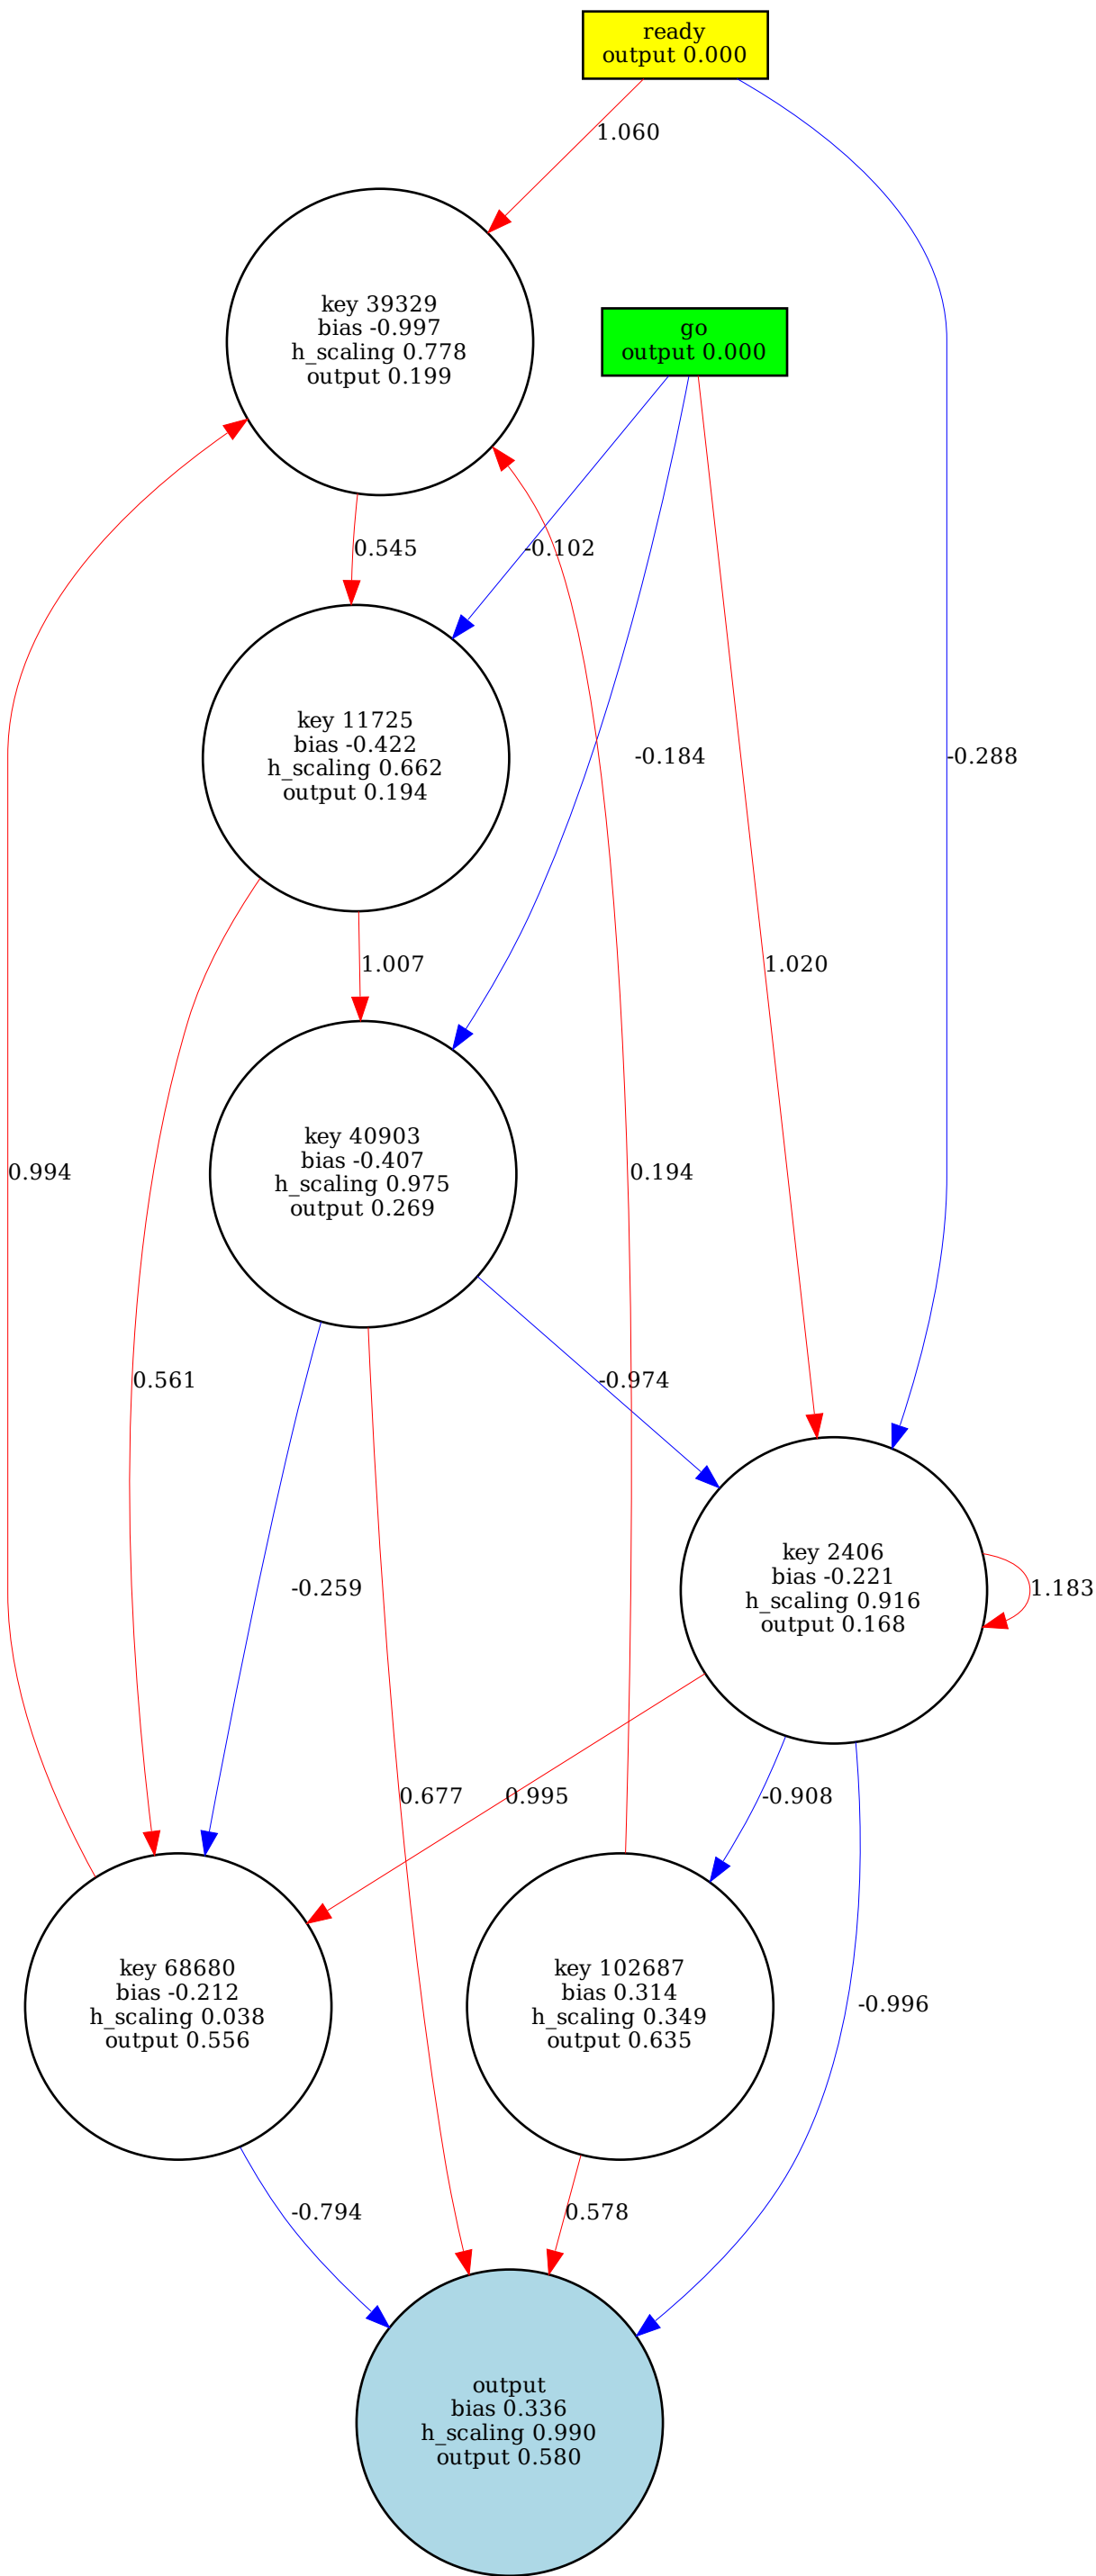 ready
output 0.000
1.060
key 39329
bias -0.997
h_scaling 0.778
output 0.199
go
output 0.000
0.545
-0.102
key 11725
bias -0.422
h_scaling 0.662
output 0.194
-0.184
-0.288
1.007
1.020
key 40903
bias -0.407
h_scaling 0.975
output 0.269
0.994
0.194
0.561
-0.974
key 2406
bias -0.221
h_scaling 0.916
output 0.168
-0.259
1.183
0.677
0.995
-0.908
key 68680
bias -0.212
h_scaling 0.038
output 0.556
key 102687
bias 0.314
h_scaling 0.349
output 0.635
-0.996
-0.794
0.578
output
bias 0.336
h_scaling 0.990
output 0.580